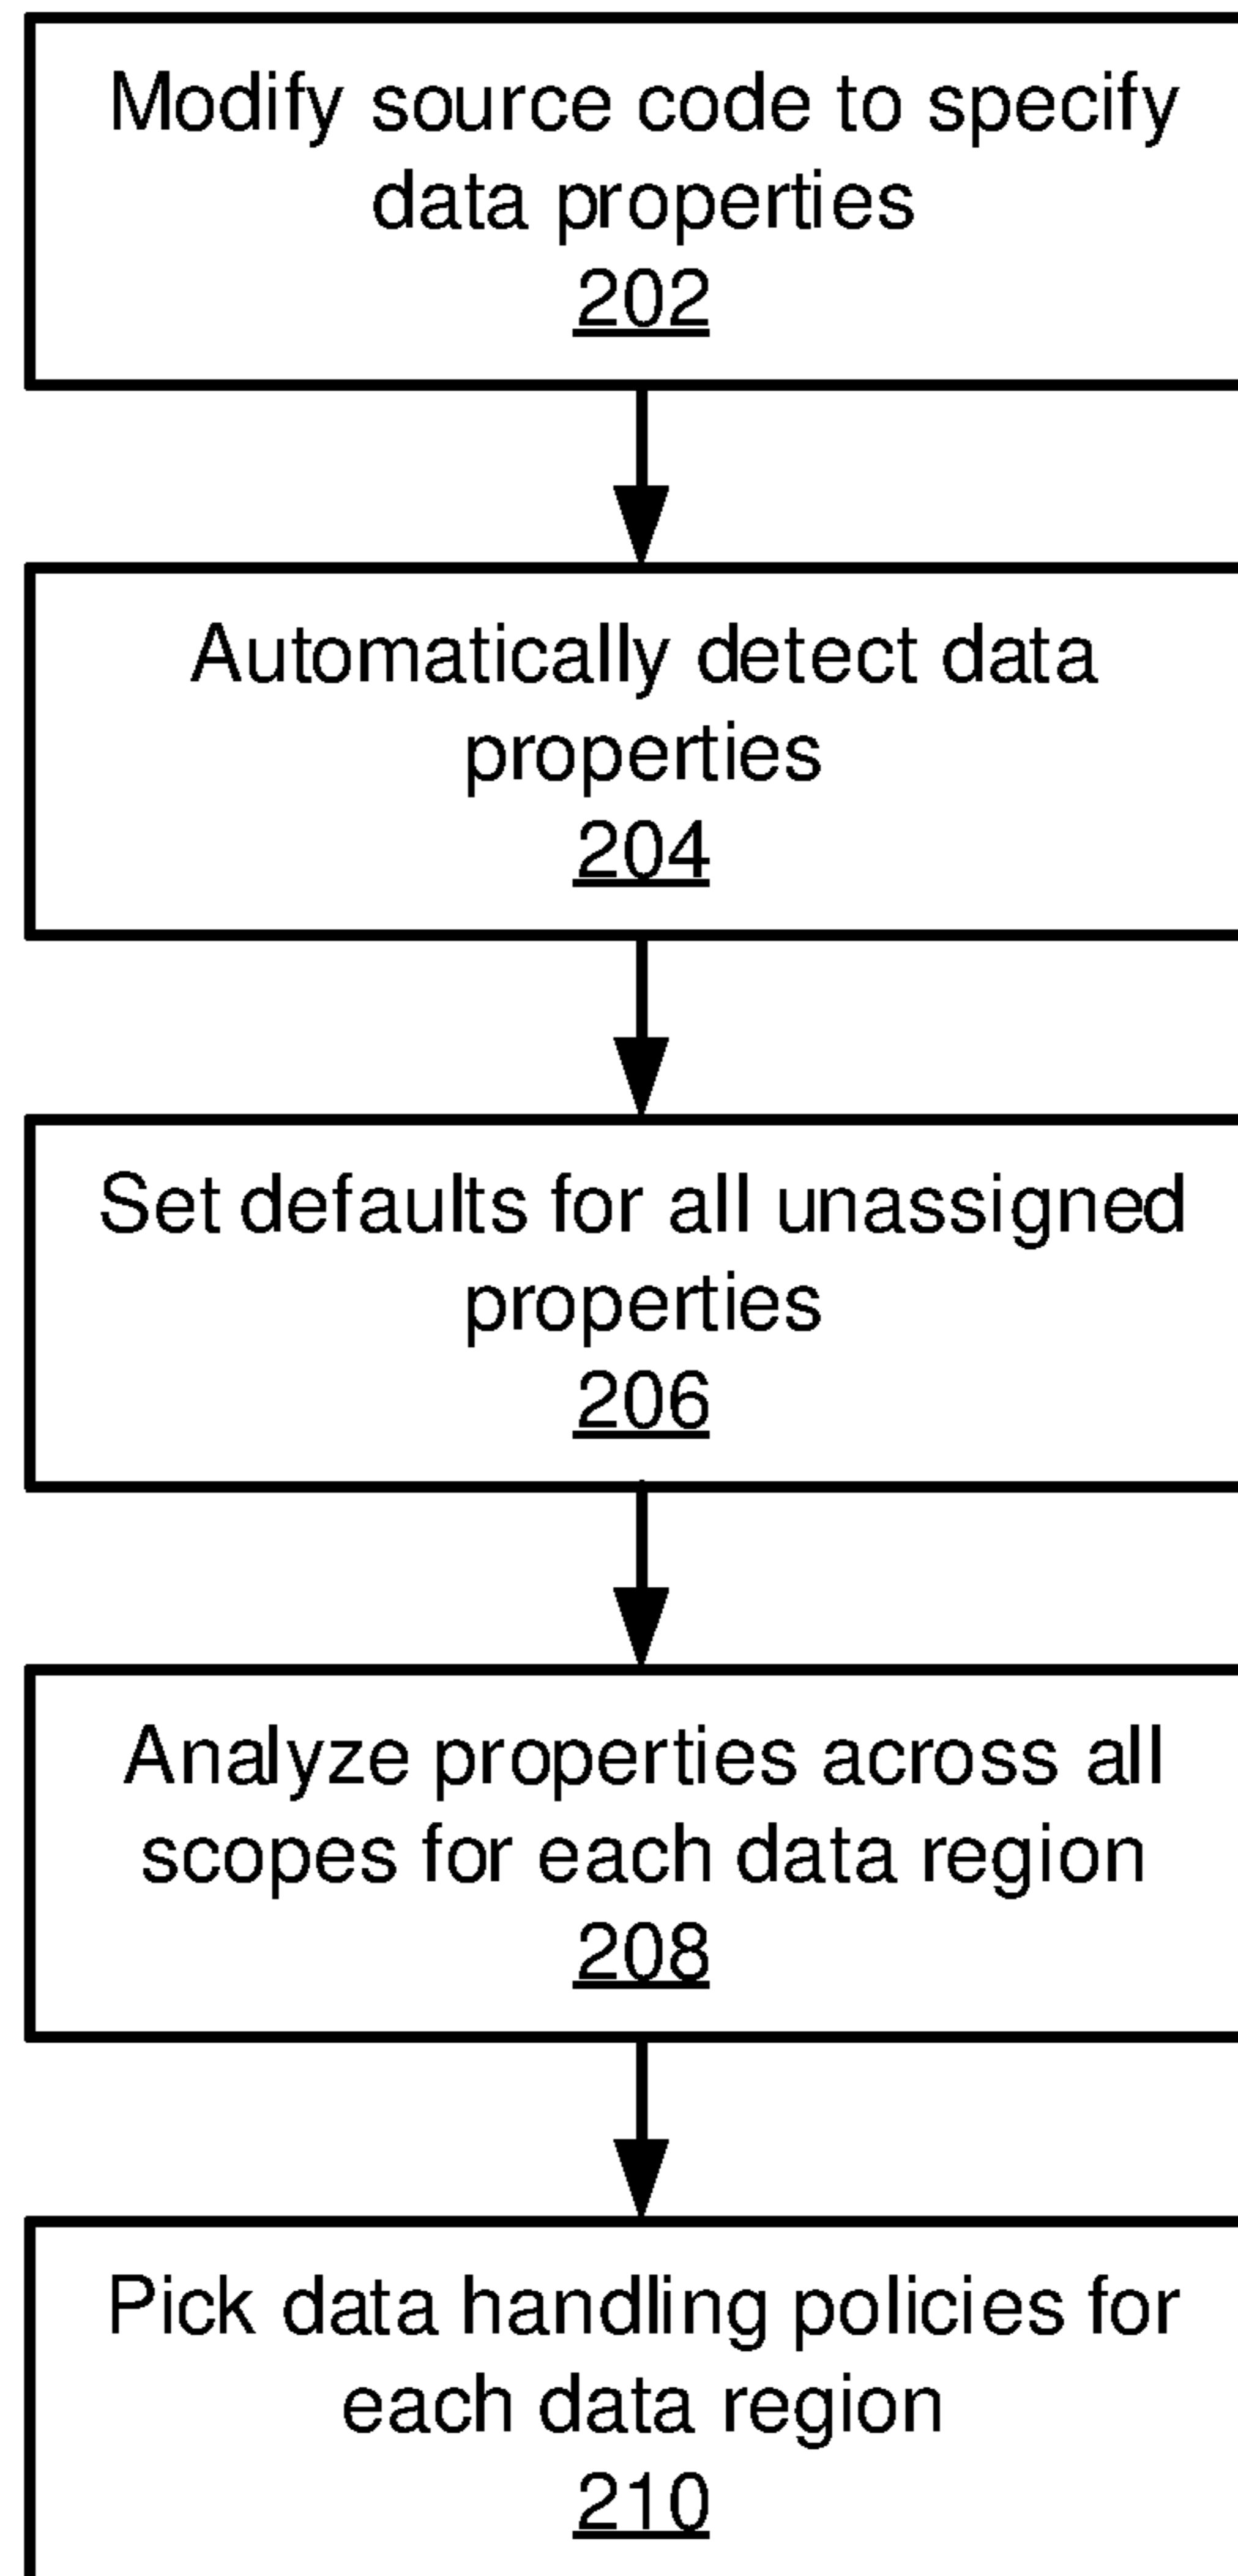 Modify source code to specify
data properties
202
Automatically detect data
properties
204
Set defaults for all unassigned
properties
206
Analyze properties across all
scopes for each data region
208
Pick data handling policies for
each data region
210